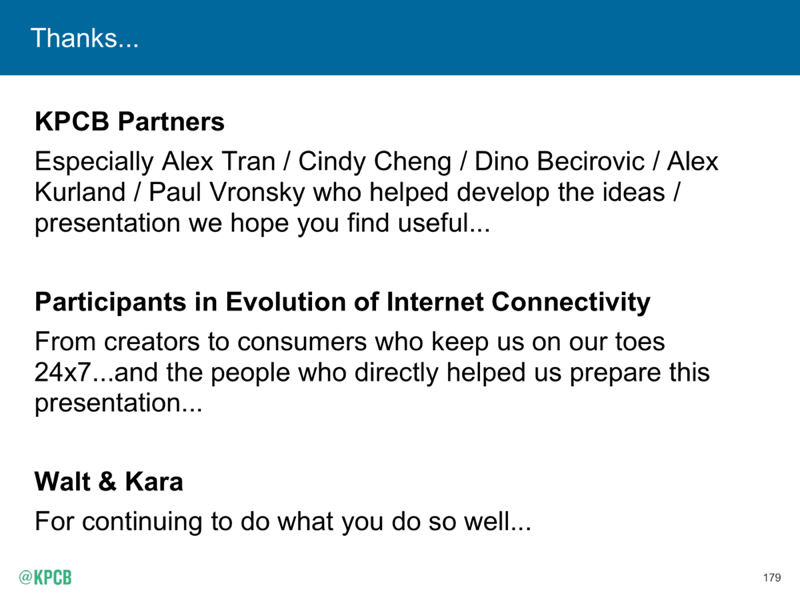 Thanks...
KPCB Partners
Especially Alex Tran / Cindy Cheng / Dino Becirovic / Alex
Kurland / Paul Vronsky who helped develop the ideas /
presentation we hope you find useful...
Participants in Evolution of Internet Connectivity
From creators to consumers who keep us on our toes
24x7...and the people who directly helped us prepare this
presentation...
Walt & Kara
For continuing to do what you do so well...
@KPCB
179